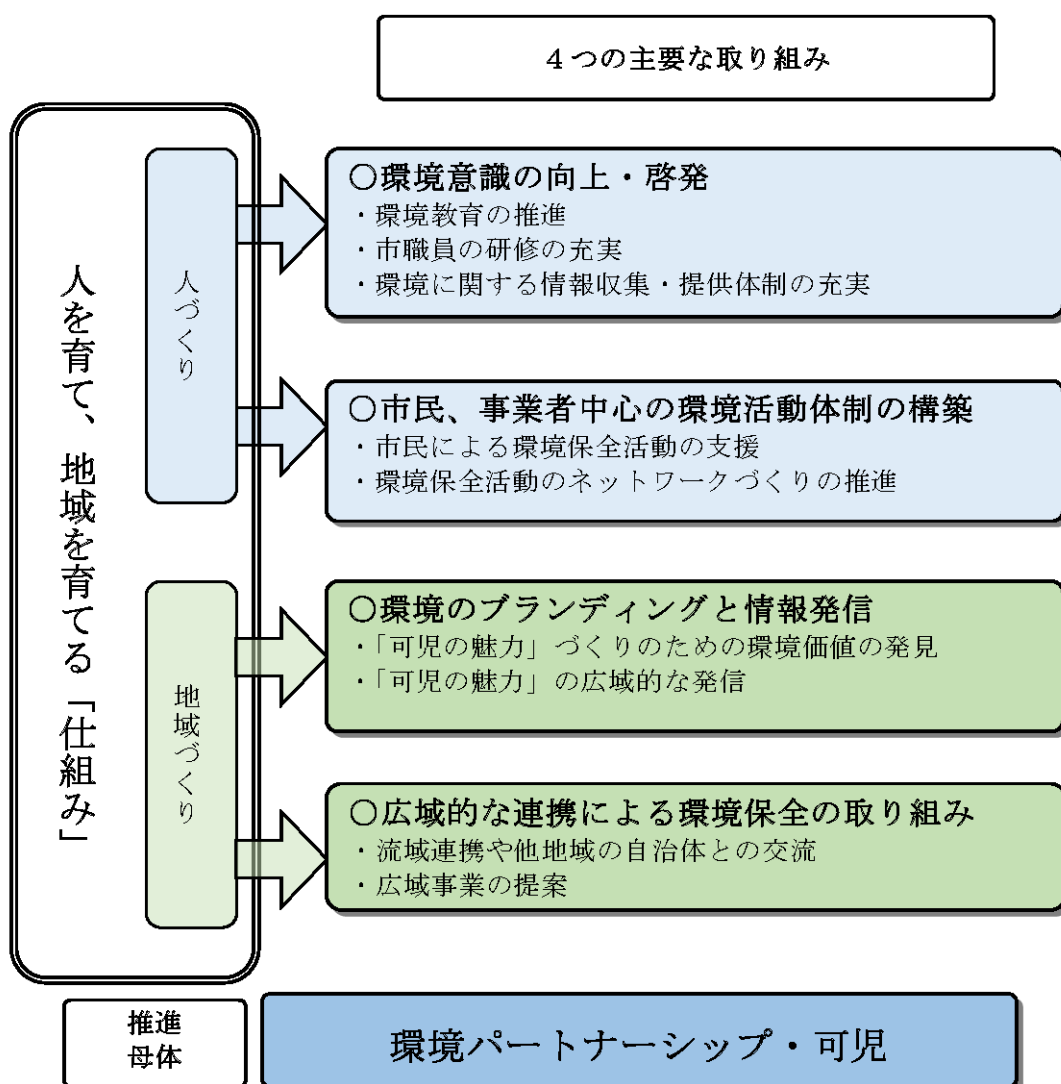 ４つの主要な取り組み
人を育て、地域を育てる「仕組み」
人づくり
○環境意識の向上・啓発
・環境教育の推進
・市職員の研修の充実
・環境に関する情報収集・提供体制の充実
○市民、事業者中心の環境活動体制の構築
・市民による環境保全活動の支援
・環境保全活動のネットワークづくりの推進
地域づくり
○環境のブランディングと情報発信
・「可児の魅力」づくりのための環境価値の発見
・「可児の魅力」の広域的な発信
○広域的な連携による環境保全の取り組み
・流域連携や他地域の自治体との交流
・広域事業の提案
推進
母体
環境パートナーシップ・可児